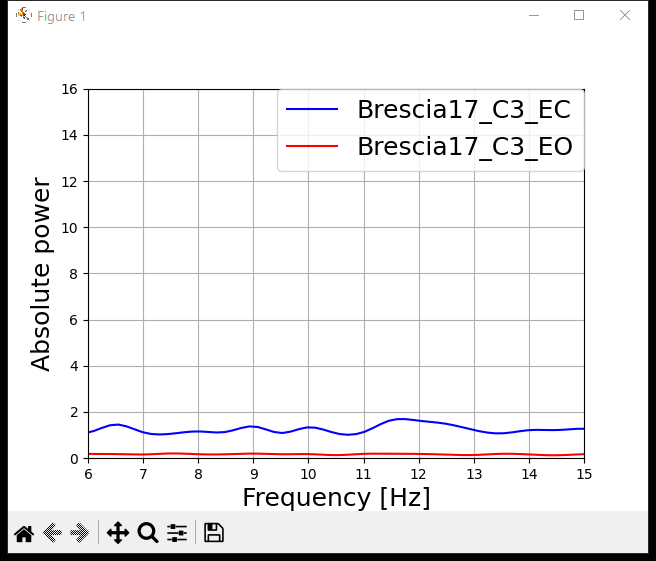 Figure 1
Brescia17_C3_EC
Brescia17_C3_EO
Absolute power
16
14
12
10
8
6
4
2
0
6 7 8 9 10 11 12 13 14 15
Frequency [Hz]